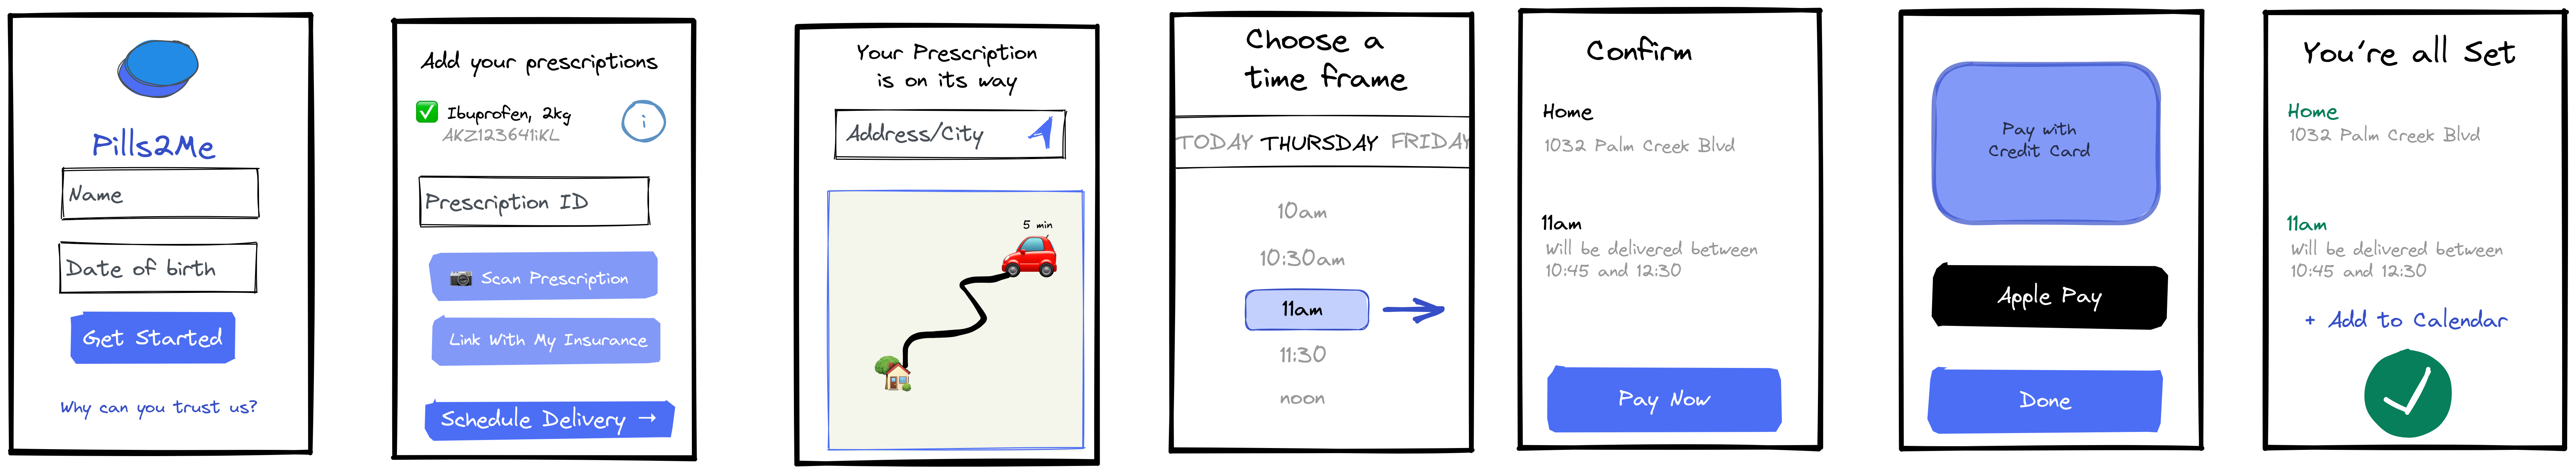 Pills2Me
Name
Date of birth
Get Started
Why can you trust us?
Add your prescriptions
Ibuprofen, 2kg
AKZ123641iKL
i
Prescription ID
Scan Prescription
Link With My Insurance
Schedule Delivery →
Your Prescription
is on its way
Address/City
5 min
Choose a
time frame
TODAY THURSDAY FRIDAY
10am
10:30am
11am
11:30
noon
Confirm
Home
1032 Palm Creek Blvd
11am
Will be delivered between
10:45 and 12:30
Pay Now
Pay with
Credit Card
Apple Pay
Done
You're all Set
Home
1032 Palm Creek Blvd
11am
Will be delivered between
10:45 and 12:30
+ Add to Calendar